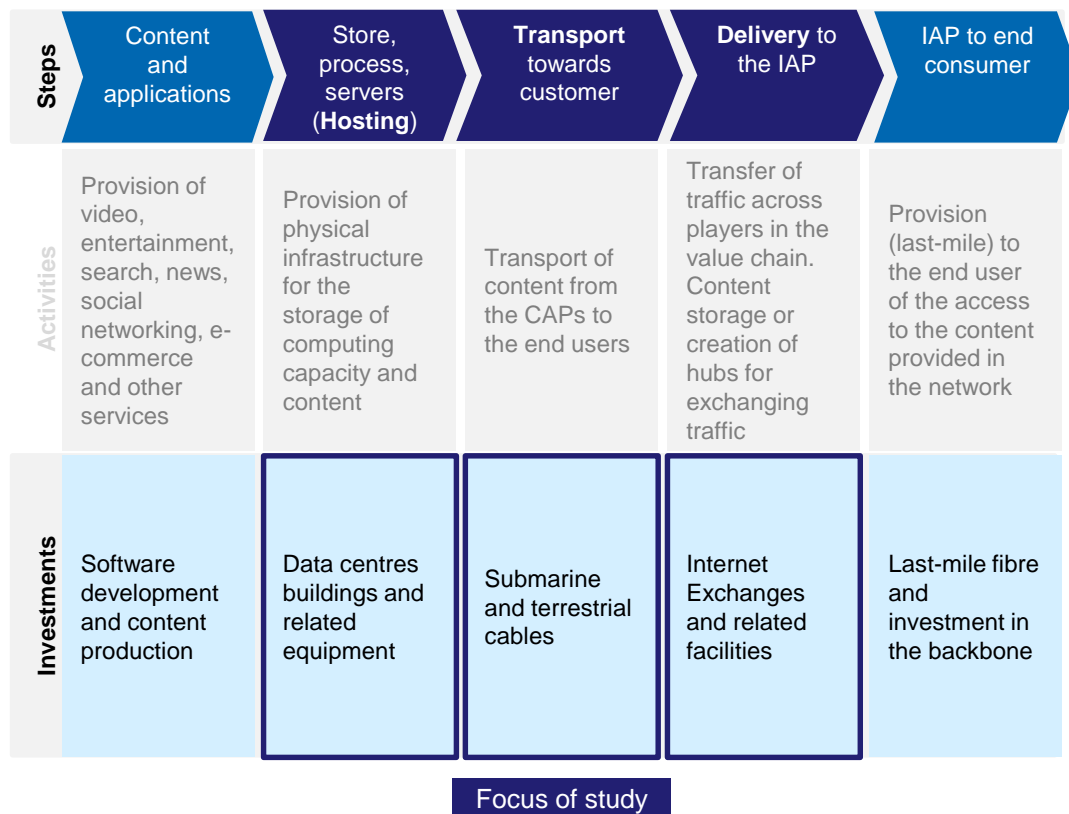 Steps
Content
and
applications
Store,
process,
servers
(Hosting)
Transport
towards
customer
Delivery to
the IAP
IAP to end
consumer
Activities
Provision of
video,
entertainment,
search, news,
social
networking, e-
commerce
and other
services
Provision of
physical
infrastructure
for the
storage of
computing
capacity and
content
Transport of
content from
the CAPs to
the end users
Transfer of
traffic across
players in the
value chain.
Content
storage or
creation of
hubs for
exchanging
traffic
Provision
(last-mile) to
the end user
of the access
to the content
provided in
the network
Investments
Software
development
and content
production
Data centres
buildings and
related
equipment
Submarine
and terrestrial
cables
Internet
Exchanges
and related
facilities
Last-mile fibre
and
investment in
the backbone
Focus of study